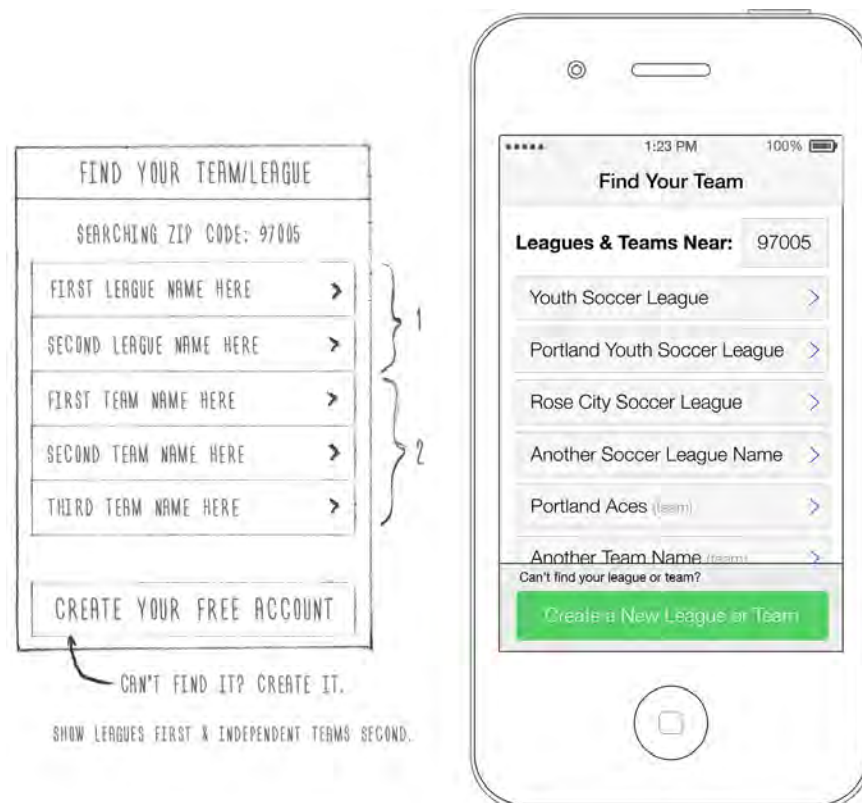 FIND YOUR TEAM/LEAGUE
SEARCHING ZIP CODE: 97005
FIRST LEAGUE NAME HERE >
SECOND LEAGUE NAME HERE >
1
FIRST TEAM NAME HERE >
SECOND TEAM NAME HERE >
THIRD TEAM NAME HERE >
2
CREATE YOUR FREE ACCOUNT
CAN'T FIND IT? CREATE IT.
SHOW LEAGUES FIRST & INDEPENDENT TEAMS SECOND.
1:23 PM 100%
Find Your Team
Leagues & Teams Near: 97005
Youth Soccer League >
Portland Youth Soccer League >
Rose City Soccer League >
Another Soccer League Name >
Portland Aces (team) >
Another Team Name (team) >
Can't find your league or team?
Create a New League or Team